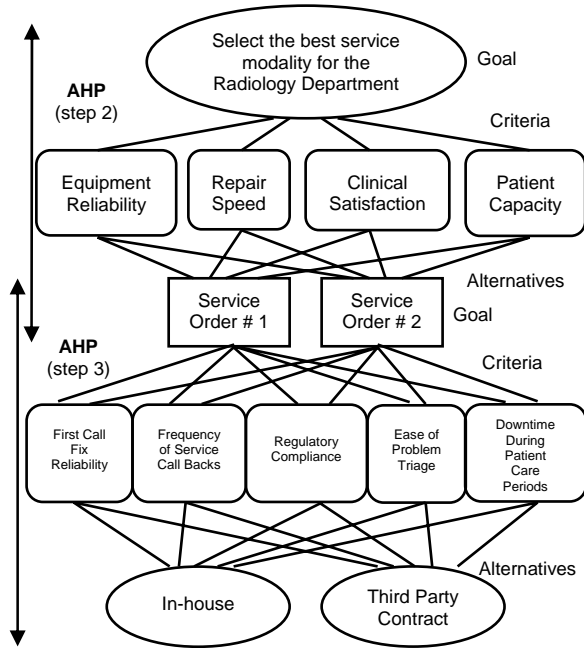 Select the best service
modality for the
Radiology Department
Goal
AHP
(step 2)
Criteria
Equipment
Reliability
Repair
Speed
Clinical
Satisfaction
Patient
Capacity
Alternatives
Service
Order # 1
Service
Order # 2
Goal
AHP
(step 3)
Criteria
First Call
Fix
Reliability
Frequency
of Service
Call Backs
Regulatory
Compliance
Ease of
Problem
Triage
Downtime
During
Patient
Care
Periods
Alternatives
In-house
Third Party
Contract